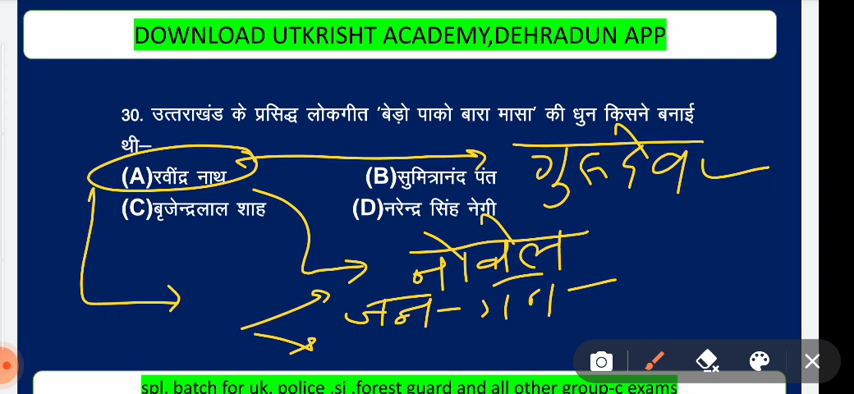 DOWNLOAD UTKRISHT ACADEMY,DEHRADUN APP
30. उत्तराखंड के प्रसिद्ध लोकगीत 'बेड़ो पाको बारा मासा' की धुन किसने बनाई
थी–
(A)रवींद्र नाथ (B)सुमित्रानंद पंत
गुरुदेव
(C)बृजेन्द्रलाल शाह (D)नरेन्द्र सिंह नेगी
नोबेल
जन-गन
spl. batch for uk. police ,si ,forest guard and all other group-c exams